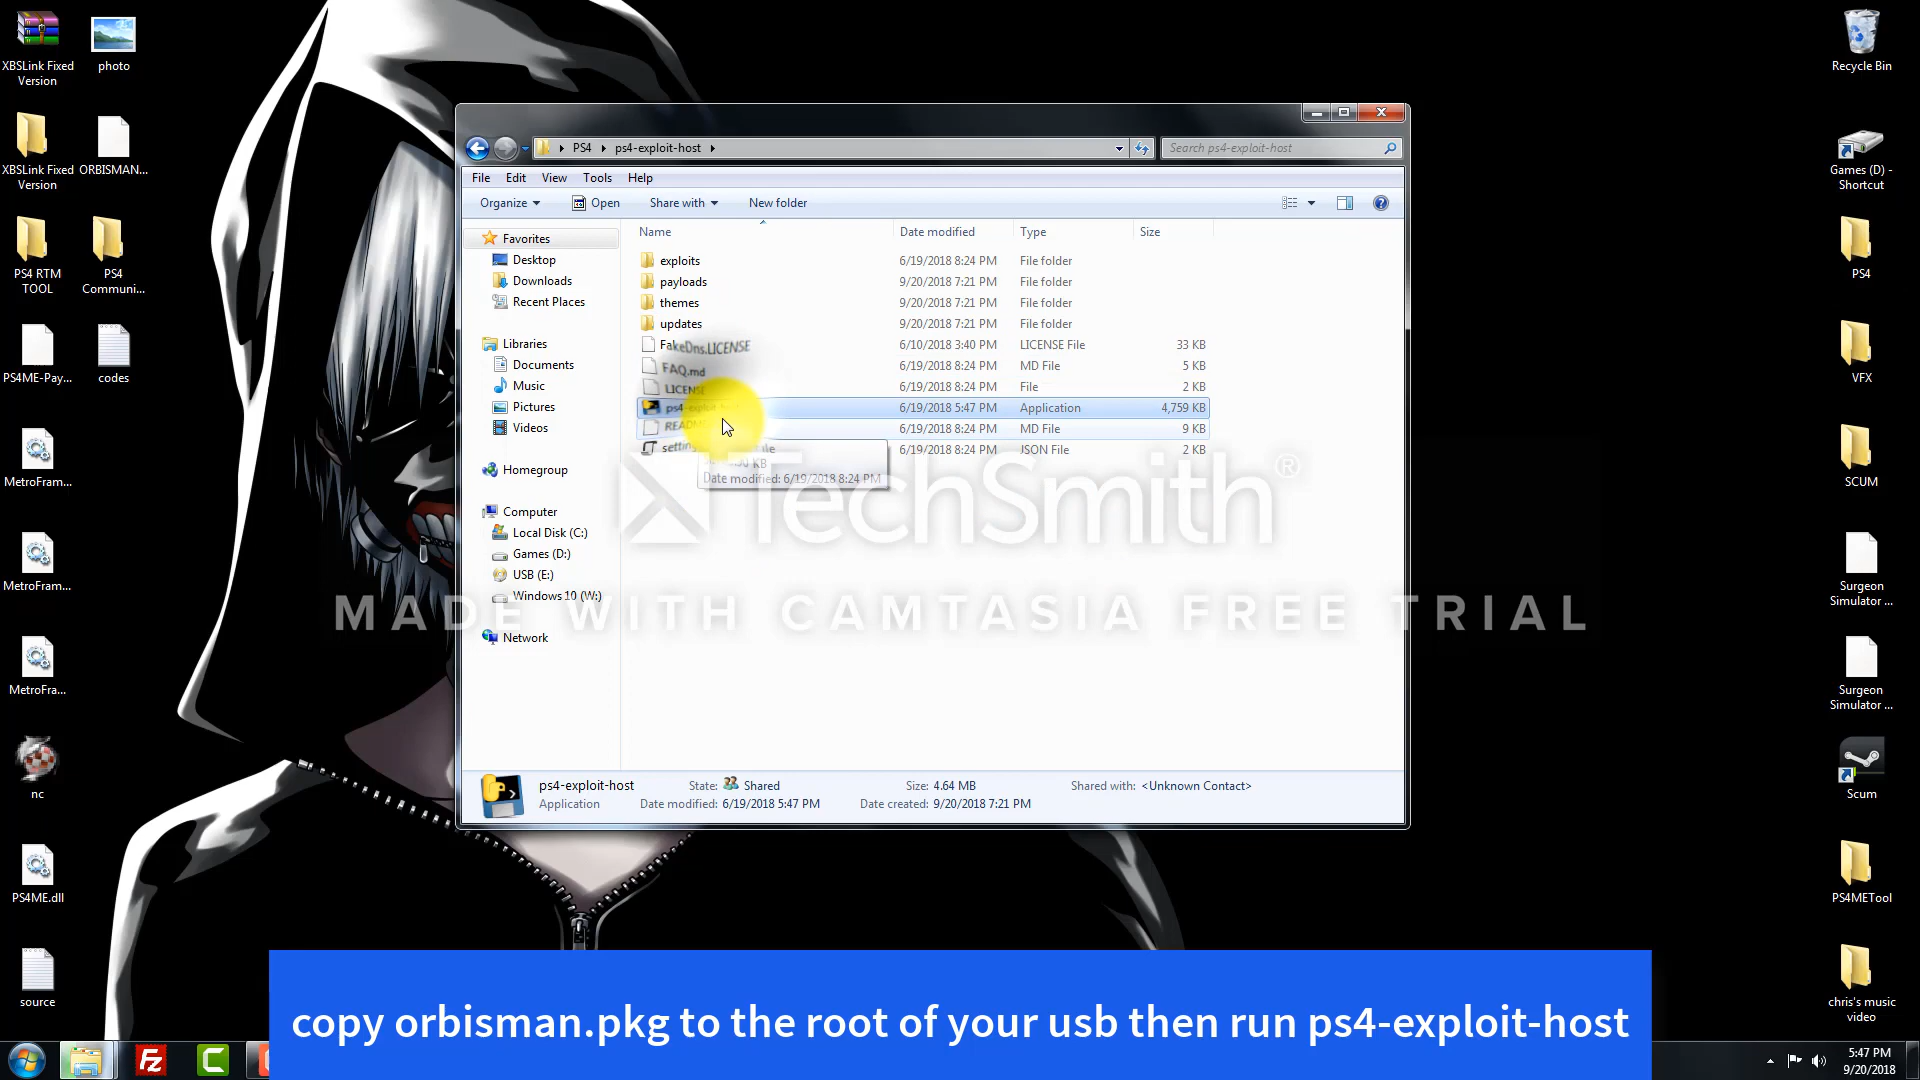 XBSLink Fixed
Version
photo
XBSLink Fixed
Version
ORBISMAN...
PS4 RTM
TOOL
PS4
Communi...
PS4ME-Pay...
codes
MetroFram...
MetroFram...
MetroFra...
nc
PS4ME.dll
source
PS4
ps4-exploit-host
Search ps4-exploit-host
File Edit View Tools Help
Organize Open Share with New folder
Favorites
Desktop
Downloads
Recent Places
Libraries
Documents
Music
Pictures
Videos
Homegroup
Computer
Local Disk (C:)
Games (D:)
USB (E:)
Windows 10 (W:)
Network
Name Date modified Type Size
exploits 6/19/2018 8:24 PM File folder
payloads 9/20/2018 7:21 PM File folder
themes 9/20/2018 7:21 PM File folder
updates 9/20/2018 7:21 PM File folder
FakeDns.LICENSE 6/10/2018 3:40 PM LICENSE File 33 KB
FAQ.md 6/19/2018 8:24 PM MD File 5 KB
LICENSE 6/19/2018 8:24 PM File 2 KB
ps4-exploit 6/19/2018 5:47 PM Application 4,759 KB
6/19/2018 8:24 PM MD File 9 KB
6/19/2018 8:24 PM JSON File 2 KB
KB
Date modified: 6/19/2018 8:24 PM
TechSmith®
MADE WITH CAMTASIA FREE TRIAL
ps4-exploit-host State: Shared Size: 4.64 MB Shared with: <Unknown Contact>
Application Date modified: 6/19/2018 5:47 PM Date created: 9/20/2018 7:21 PM
Recycle Bin
Games (D) -
Shortcut
PS4
VFX
SCUM
Surgeon
Simulator ...
Surgeon
Simulator ...
Scum
PS4METool
chris's music
video
copy orbisman.pkg to the root of your usb then run ps4-exploit-host
5:47 PM
9/20/2018